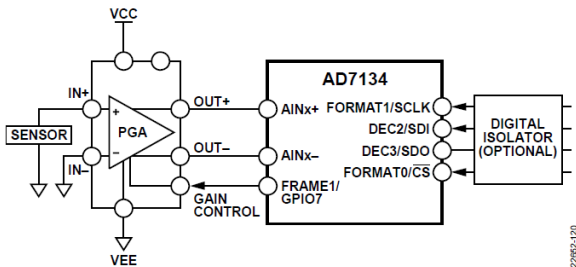 VCC
IN+
OUT+
SENSOR
+
PGA
–
IN–
OUT–
GAIN
CONTROL
VEE
AD7134
AINx+
FORMAT1/SCLK
DEC2/SDI
DEC3/SDO
AINx–
FORMAT0/CS
FRAME1/
GPIO7
DIGITAL
ISOLATOR
(OPTIONAL)
22652-120